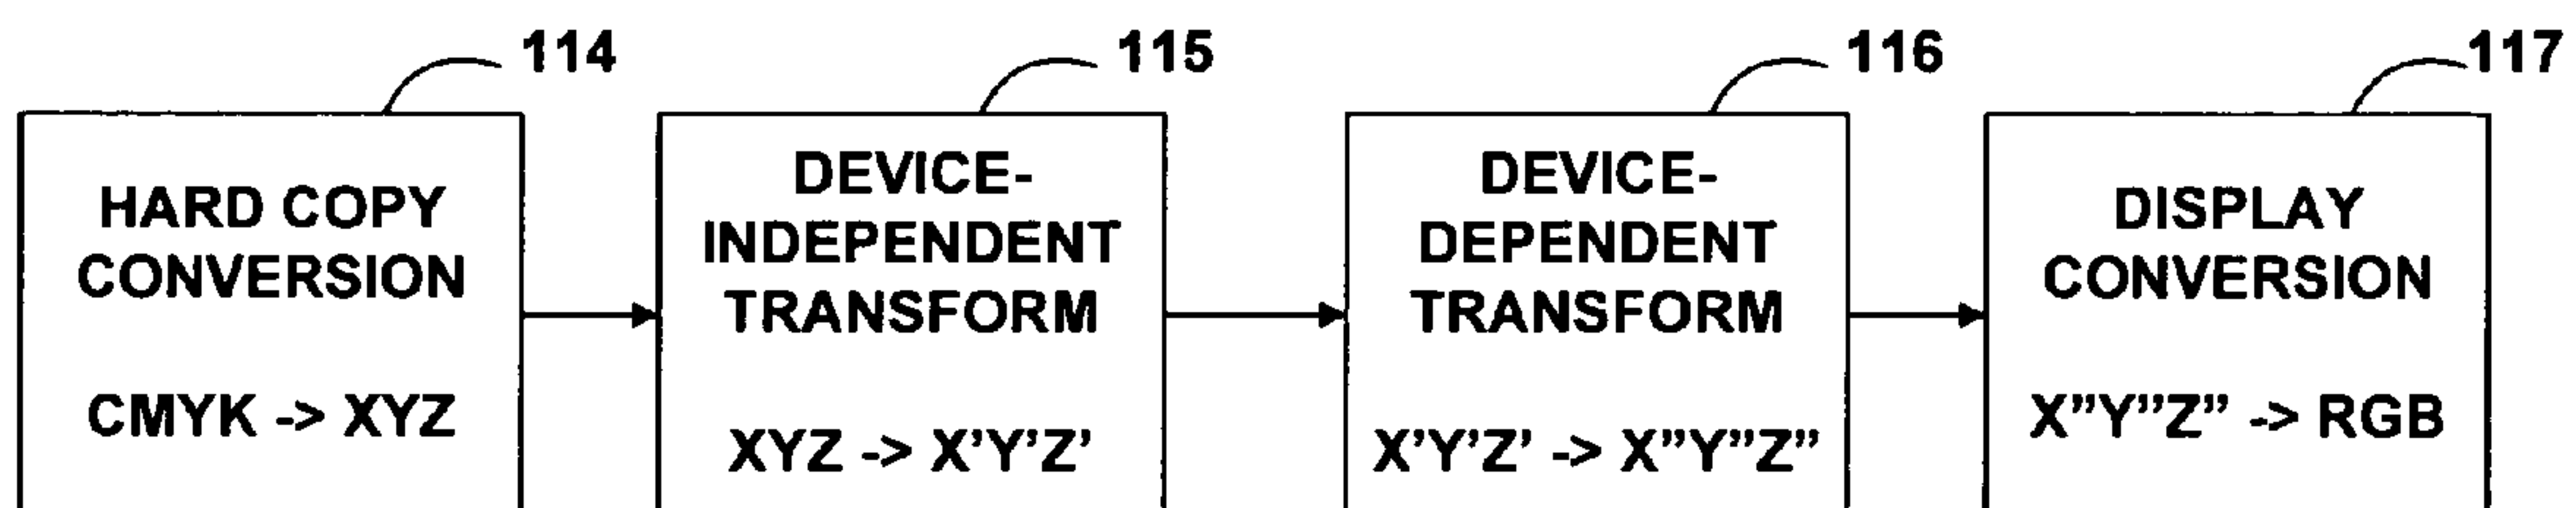 114
115
116
117
HARD COPY
CONVERSION
CMYK -> XYZ
DEVICE-
INDEPENDENT
TRANSFORM
XYZ -> X'Y'Z'
DEVICE-
DEPENDENT
TRANSFORM
X'Y'Z' -> X”Y”Z”
DISPLAY
CONVERSION
X”Y”Z” -> RGB